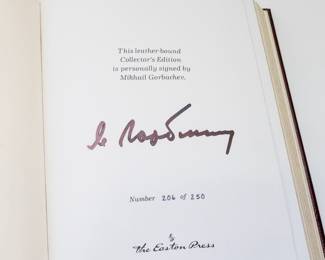 This leather-bound
Collector's Edition
is personally signed by
Mikhail Gorbachev.
Number 206 of 250
the Easton Press